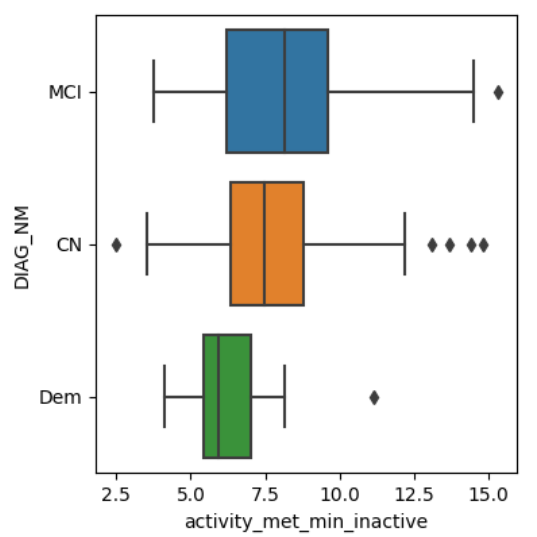 MCI
CN
Dem
DIAG_NM
2.5 5.0 7.5 10.0 12.5 15.0
activity_met_min_inactive